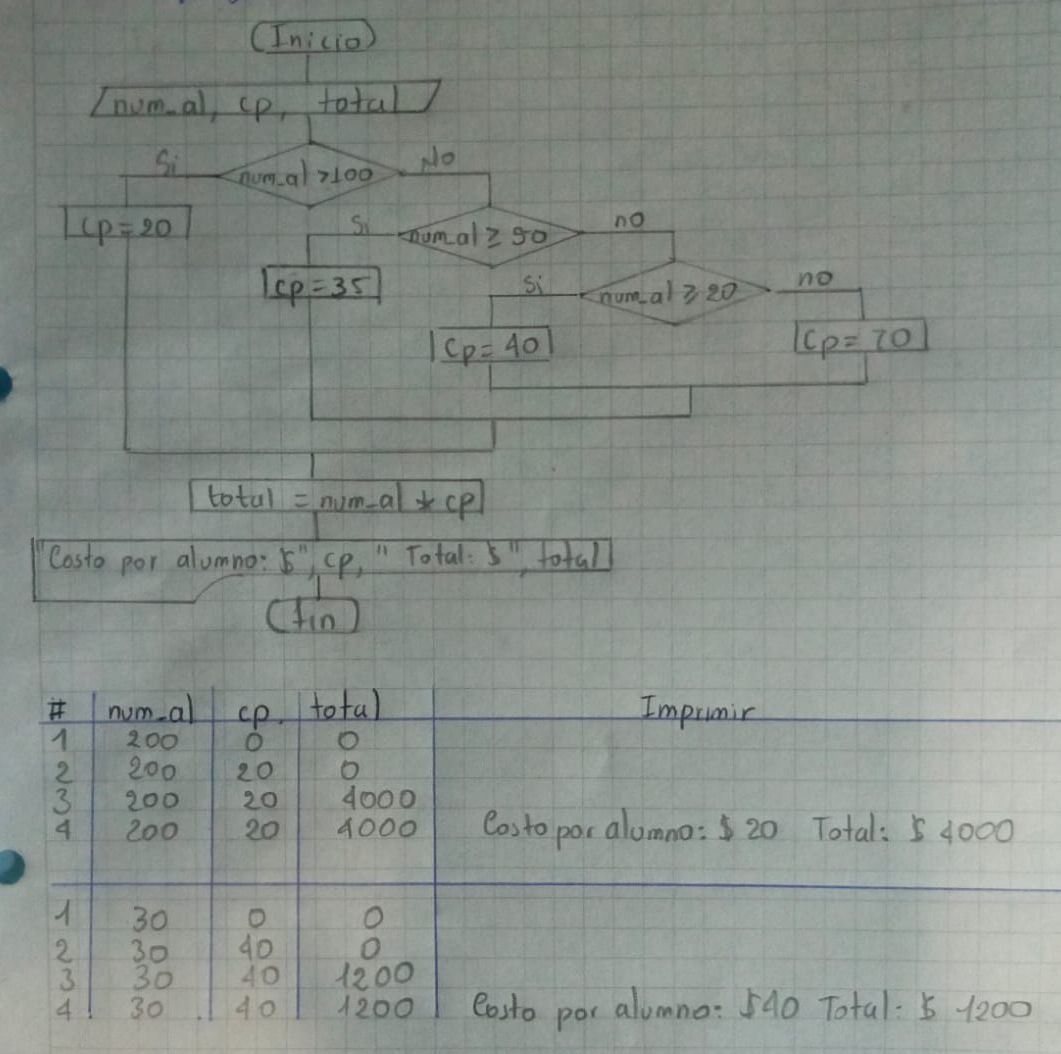 Inicio
num_al, cp, total
Si num_al >100 No
cp=20
Si num_al ≥ 50 no
cp=35
Si num_al ≥ 20 no
cp= 40
cp= 70
total = num_al * cp
"Costo por alumno: $", cp, " Total: $", total
fin
# num_al cp. total Imprimir
1 200 0 0
2 200 20 0
3 200 20 4000
4 200 20 4000 Costo por alumno: $ 20 Total: $ 4000
1 30 0 0
2 30 40 0
3 30 40 1200
4 30 40 1200 Costo por alumno: $40 Total: $ 1200